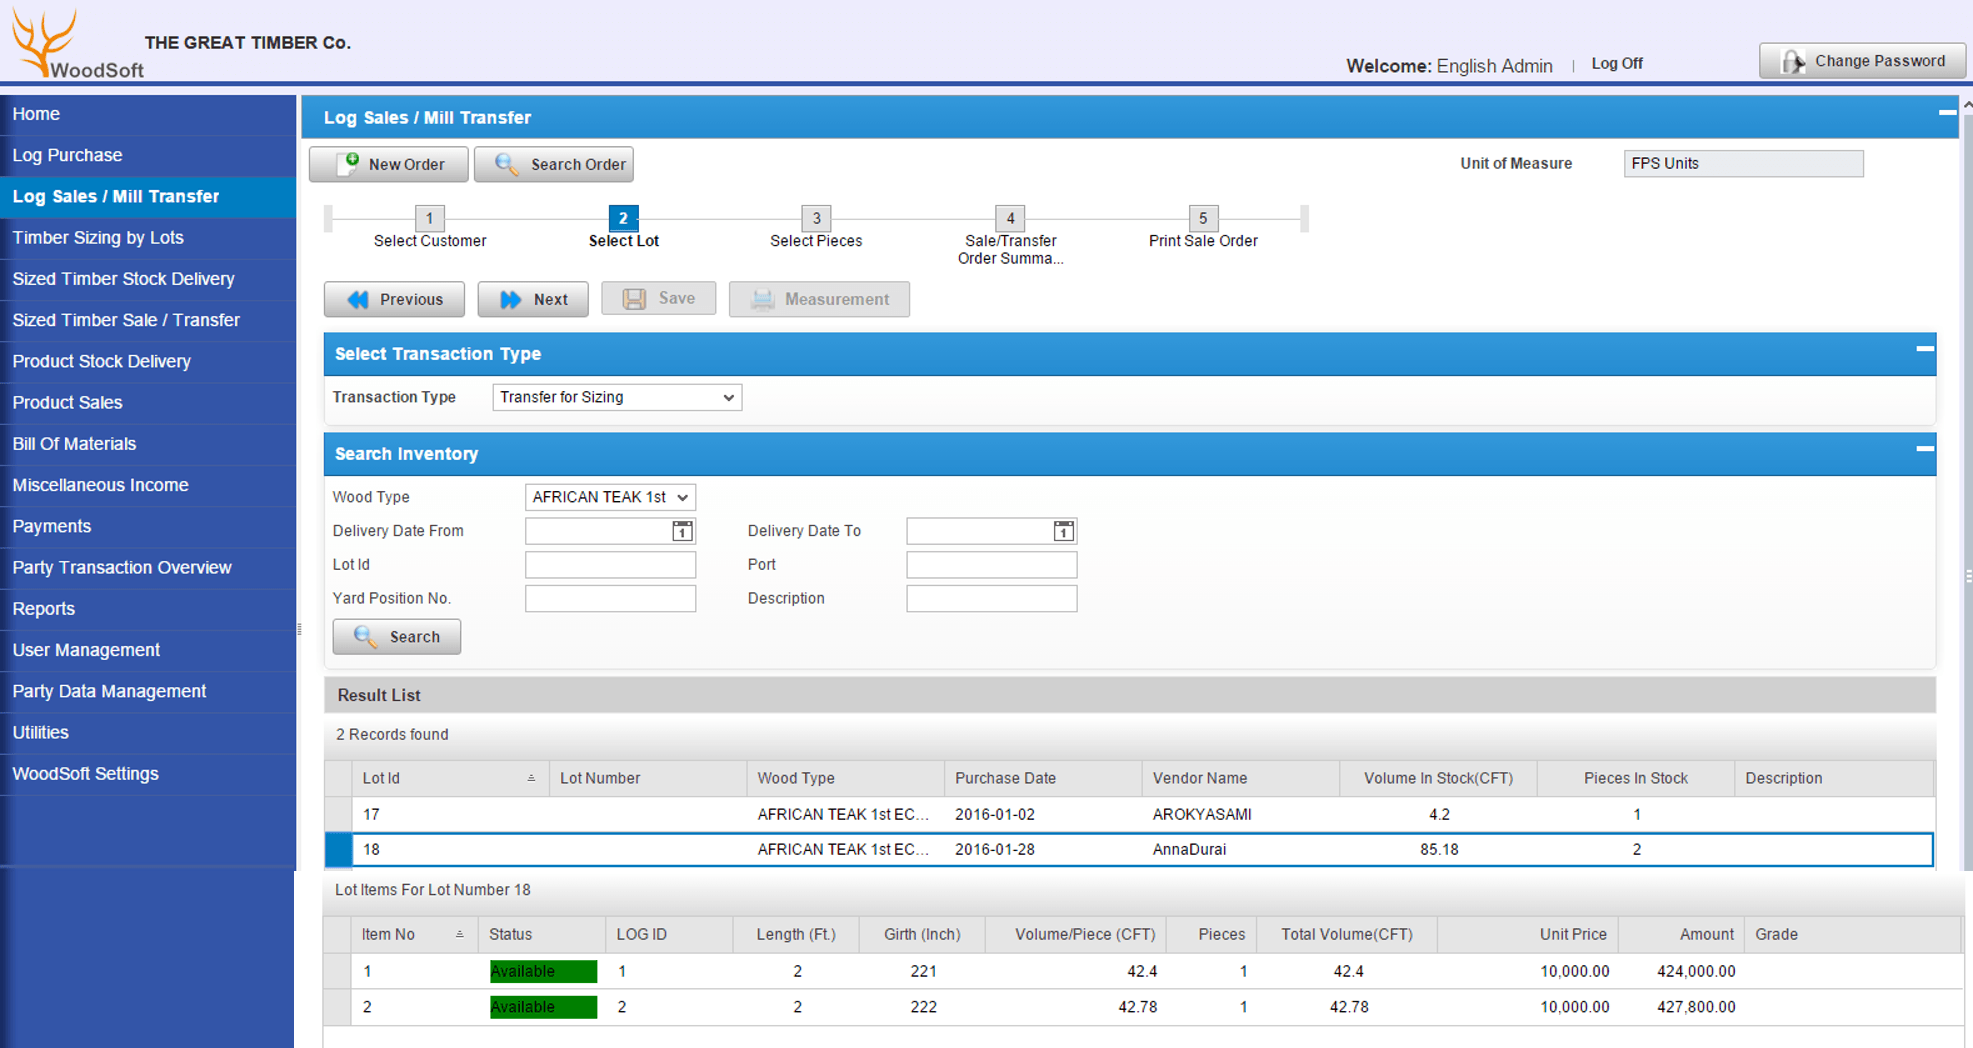 WoodSoft
THE GREAT TIMBER Co.
Welcome: English Admin | Log Off
Change Password
Home
Log Purchase
Log Sales / Mill Transfer
Timber Sizing by Lots
Sized Timber Stock Delivery
Sized Timber Sale / Transfer
Product Stock Delivery
Product Sales
Bill Of Materials
Miscellaneous Income
Payments
Party Transaction Overview
Reports
User Management
Party Data Management
Utilities
WoodSoft Settings
Log Sales / Mill Transfer
New Order Search Order Unit of Measure FPS Units
1 2 3 4 5
Select Customer Select Lot Select Pieces Sale/Transfer Print Sale Order
Order Summa...
Previous Next Save Measurement
Select Transaction Type
Transaction Type Transfer for Sizing
Search Inventory
Wood Type AFRICAN TEAK 1st
Delivery Date From 1 Delivery Date To 1
Lot Id Port
Yard Position No. Description
Search
Result List
2 Records found
Lot Id Lot Number Wood Type Purchase Date Vendor Name Volume In Stock(CFT) Pieces In Stock Description
17 AFRICAN TEAK 1st EC... 2016-01-02 AROKYASAMI 4.2 1
18 AFRICAN TEAK 1st EC... 2016-01-28 AnnaDurai 85.18 2
Lot Items For Lot Number 18
Item No Status LOG ID Length (Ft.) Girth (Inch) Volume/Piece (CFT) Pieces Total Volume(CFT) Unit Price Amount Grade
1 Available 1 2 221 42.4 1 42.4 10,000.00 424,000.00
2 Available 2 2 222 42.78 1 42.78 10,000.00 427,800.00